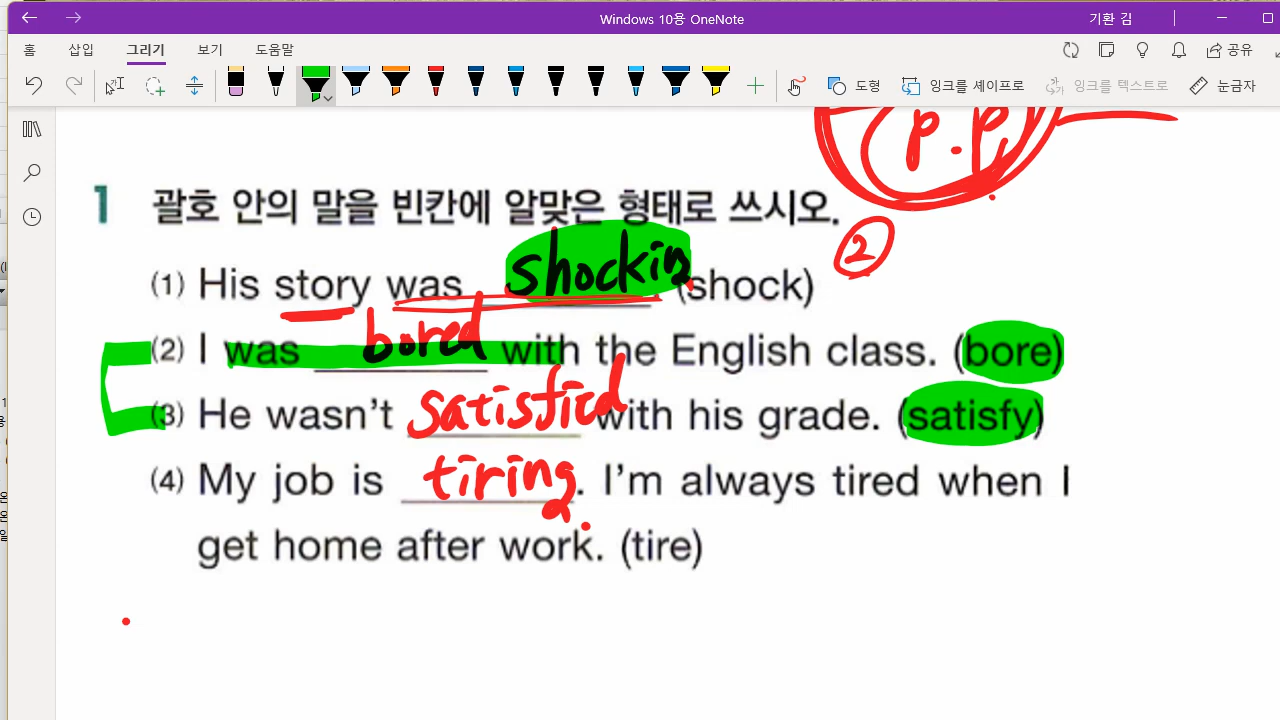 Windows 10용 OneNote
기환 김
홈 삽입 그리기 보기 도움말
공유
도형 잉크를 셰이프로 잉크를 텍스트로 눈금자
p.p
1 괄호 안의 말을 빈칸에 알맞은 형태로 쓰시오.
②
(1) His story was shocking (shock)
(2) I was bored with the English class. (bore)
(3) He wasn't satisfied with his grade. (satisfy)
(4) My job is tiring. I'm always tired when I
get home after work. (tire)